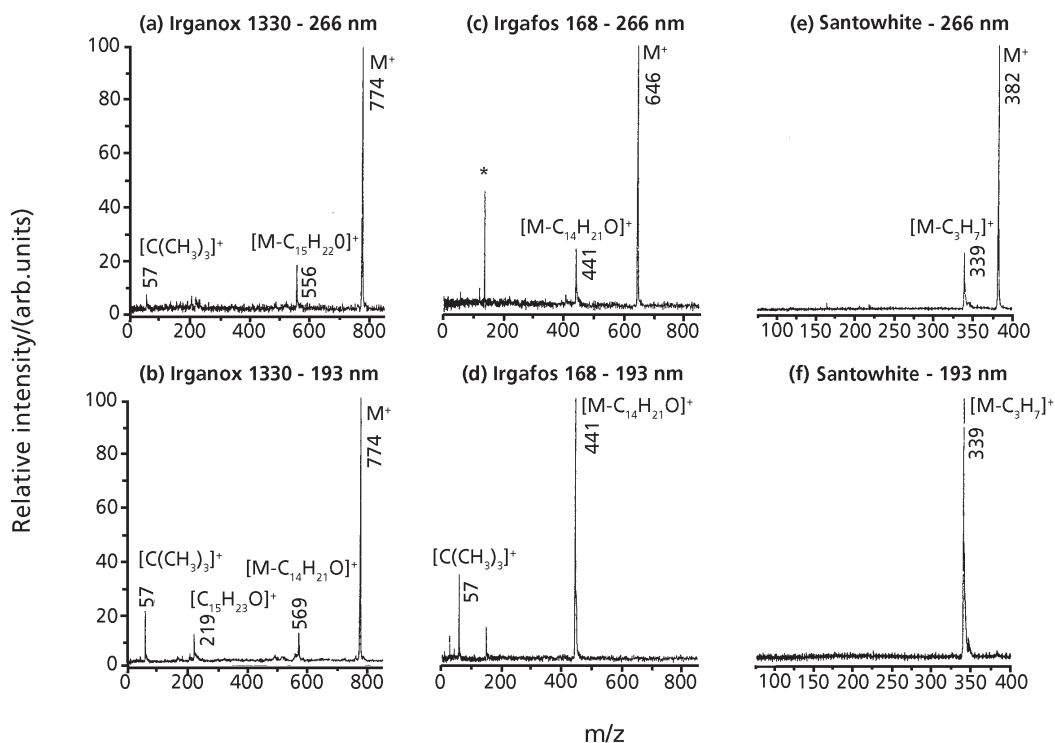 (a) Irganox 1330 - 266 nm
100
80
60
40
20
0
0 200 400 600 800
[C(CH₃)₃]⁺
57
[M-C₁₅H₂₂0]⁺
556
M⁺
774
(c) Irgafos 168 - 266 nm
*
[M-C₁₄H₂₁O]⁺
441
M⁺
646
0 200 400 600 800
(e) Santowhite - 266 nm
[M-C₃H₇]⁺
339
M⁺
382
100 150 200 250 300 350 400
Relative intensity/(arb.units)
(b) Irganox 1330 - 193 nm
100
80
60
40
20
0
0 200 400 600 800
[C(CH₃)₃]⁺
57
[C₁₅H₂₃O]⁺
219
[M-C₁₄H₂₁O]⁺
569
M⁺
774
(d) Irgafos 168 - 193 nm
[C(CH₃)₃]⁺
57
[M-C₁₄H₂₁O]⁺
441
0 200 400 600 800
(f) Santowhite - 193 nm
[M-C₃H₇]⁺
339
100 150 200 250 300 350 400
m/z